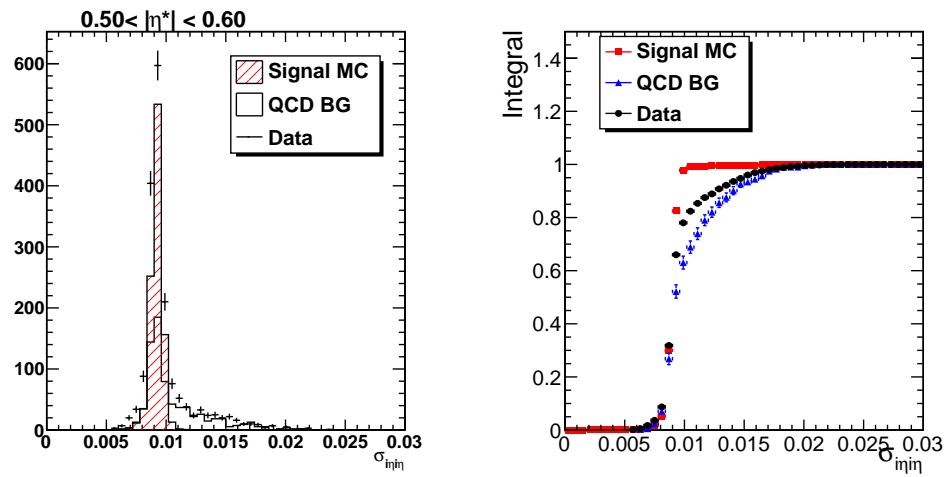 0.50< |η*| < 0.60
600
500
400
300
200
100
0
Signal MC
QCD BG
Data
0 0.005 0.01 0.015 0.02 0.025 0.03
σiηiη
Integral
1.4
1.2
1
0.8
0.6
0.4
0.2
0
Signal MC
QCD BG
Data
0 0.005 0.01 0.015 0.02 0.025 0.03
σiηiη